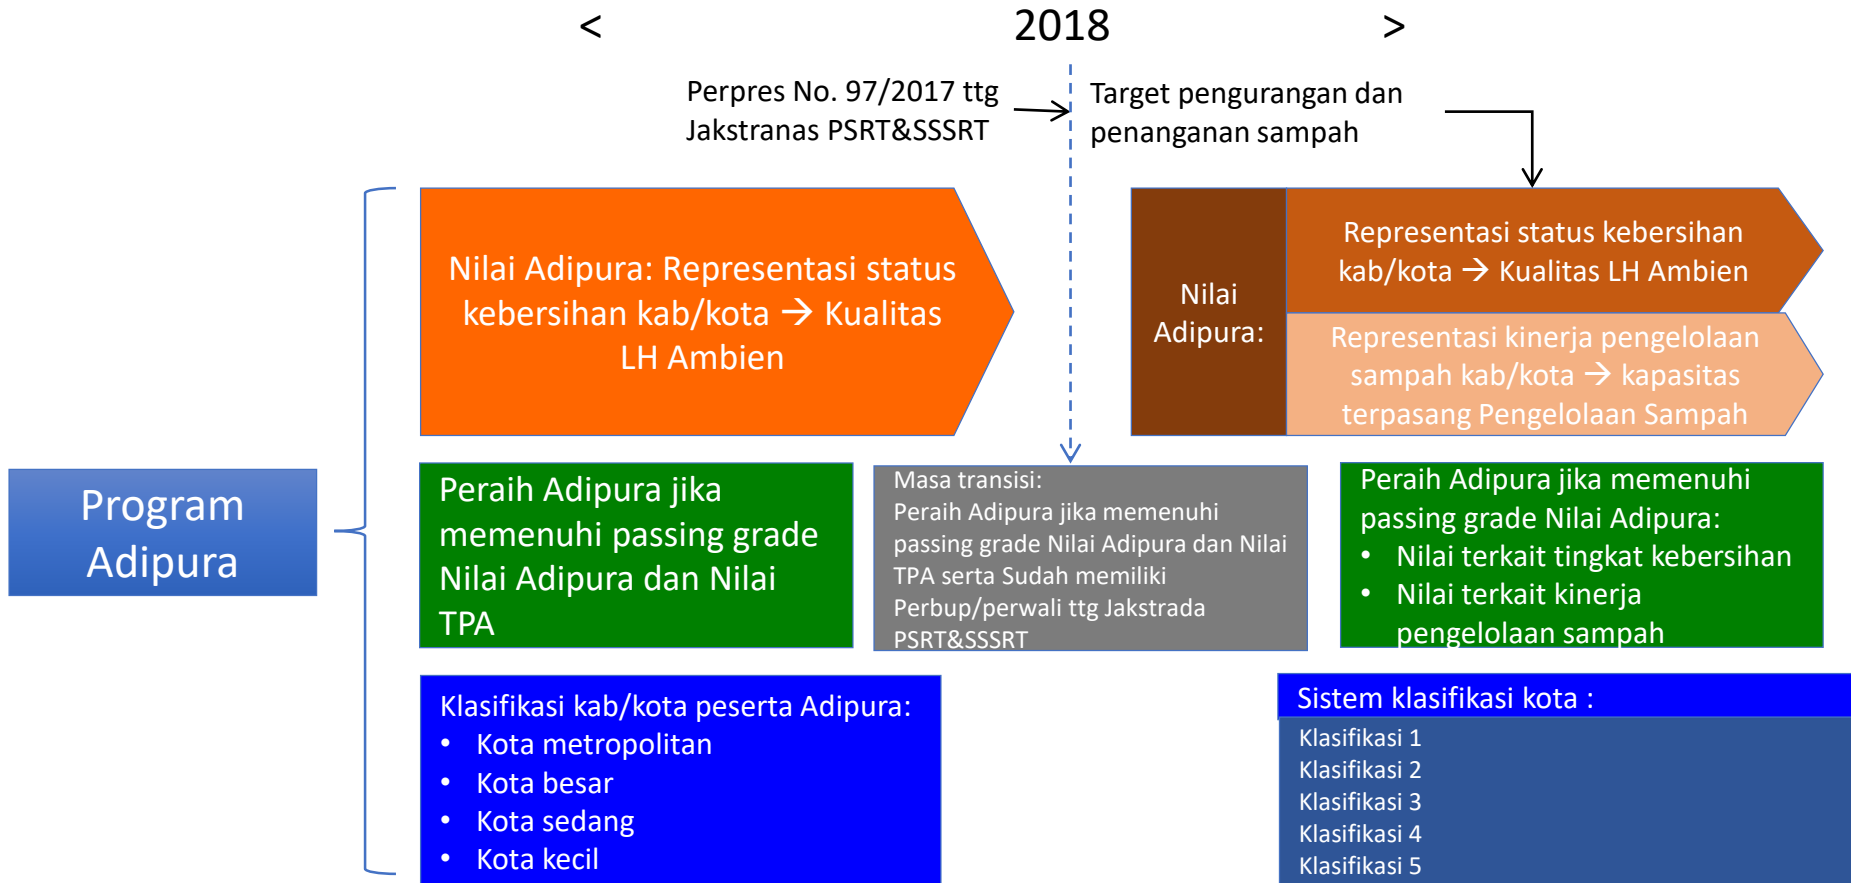 < 2018 >
Perpres No. 97/2017 ttg
Jakstranas PSRT&SSSRT
Target pengurangan dan
penanganan sampah
Program
Adipura
Nilai Adipura: Representasi status
kebersihan kab/kota → Kualitas
LH Ambien
Nilai
Adipura:
Representasi status kebersihan
kab/kota → Kualitas LH Ambien
Representasi kinerja pengelolaan
sampah kab/kota → kapasitas
terpasang Pengelolaan Sampah
Peraih Adipura jika
memenuhi passing grade
Nilai Adipura dan Nilai
TPA
Masa transisi:
Peraih Adipura jika memenuhi
passing grade Nilai Adipura dan Nilai
TPA serta Sudah memiliki
Perbup/perwali ttg Jakstrada
PSRT&SSSRT
Peraih Adipura jika memenuhi
passing grade Nilai Adipura:
• Nilai terkait tingkat kebersihan
• Nilai terkait kinerja
pengelolaan sampah
Klasifikasi kab/kota peserta Adipura:
• Kota metropolitan
• Kota besar
• Kota sedang
• Kota kecil
Sistem klasifikasi kota :
Klasifikasi 1
Klasifikasi 2
Klasifikasi 3
Klasifikasi 4
Klasifikasi 5